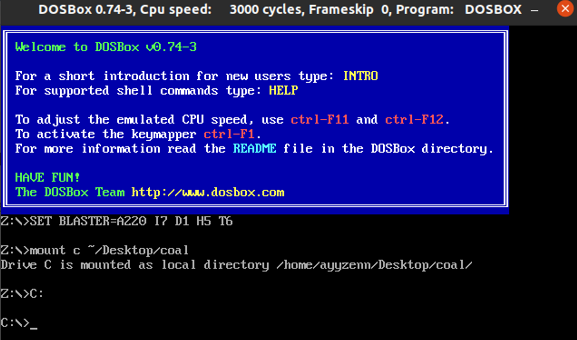 DOSBox 0.74-3, Cpu speed:    3000 cycles, Frameskip  0, Program:   DOSBOX
Welcome to DOSBox v0.74-3
For a short introduction for new users type: INTRO
For supported shell commands type: HELP
To adjust the emulated CPU speed, use ctrl-F11 and ctrl-F12.
To activate the keymapper ctrl-F1.
For more information read the README file in the DOSBox directory.
HAVE FUN!
The DOSBox Team http://www.dosbox.com
Z:\>SET BLASTER=A220 I7 D1 H5 T6
Z:\>mount c ~/Desktop/coal
Drive C is mounted as local directory /home/ayyzenn/Desktop/coal/
Z:\>C:
C:\>_